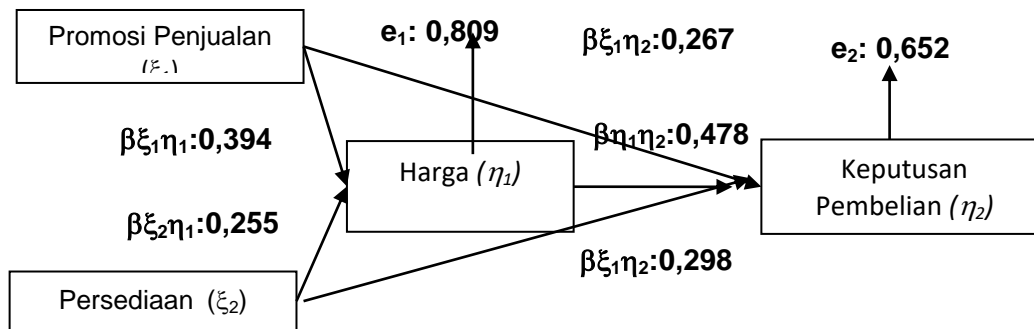 Promosi Penjualan
(ξ₁)
e₁: 0,809
βξ₁η₂:0,267
e₂: 0,652
βξ₁η₁:0,394
Harga (η₁)
βη₁η₂:0,478
Keputusan
Pembelian (η₂)
βξ₂η₁:0,255
βξ₁η₂:0,298
Persediaan (ξ₂)